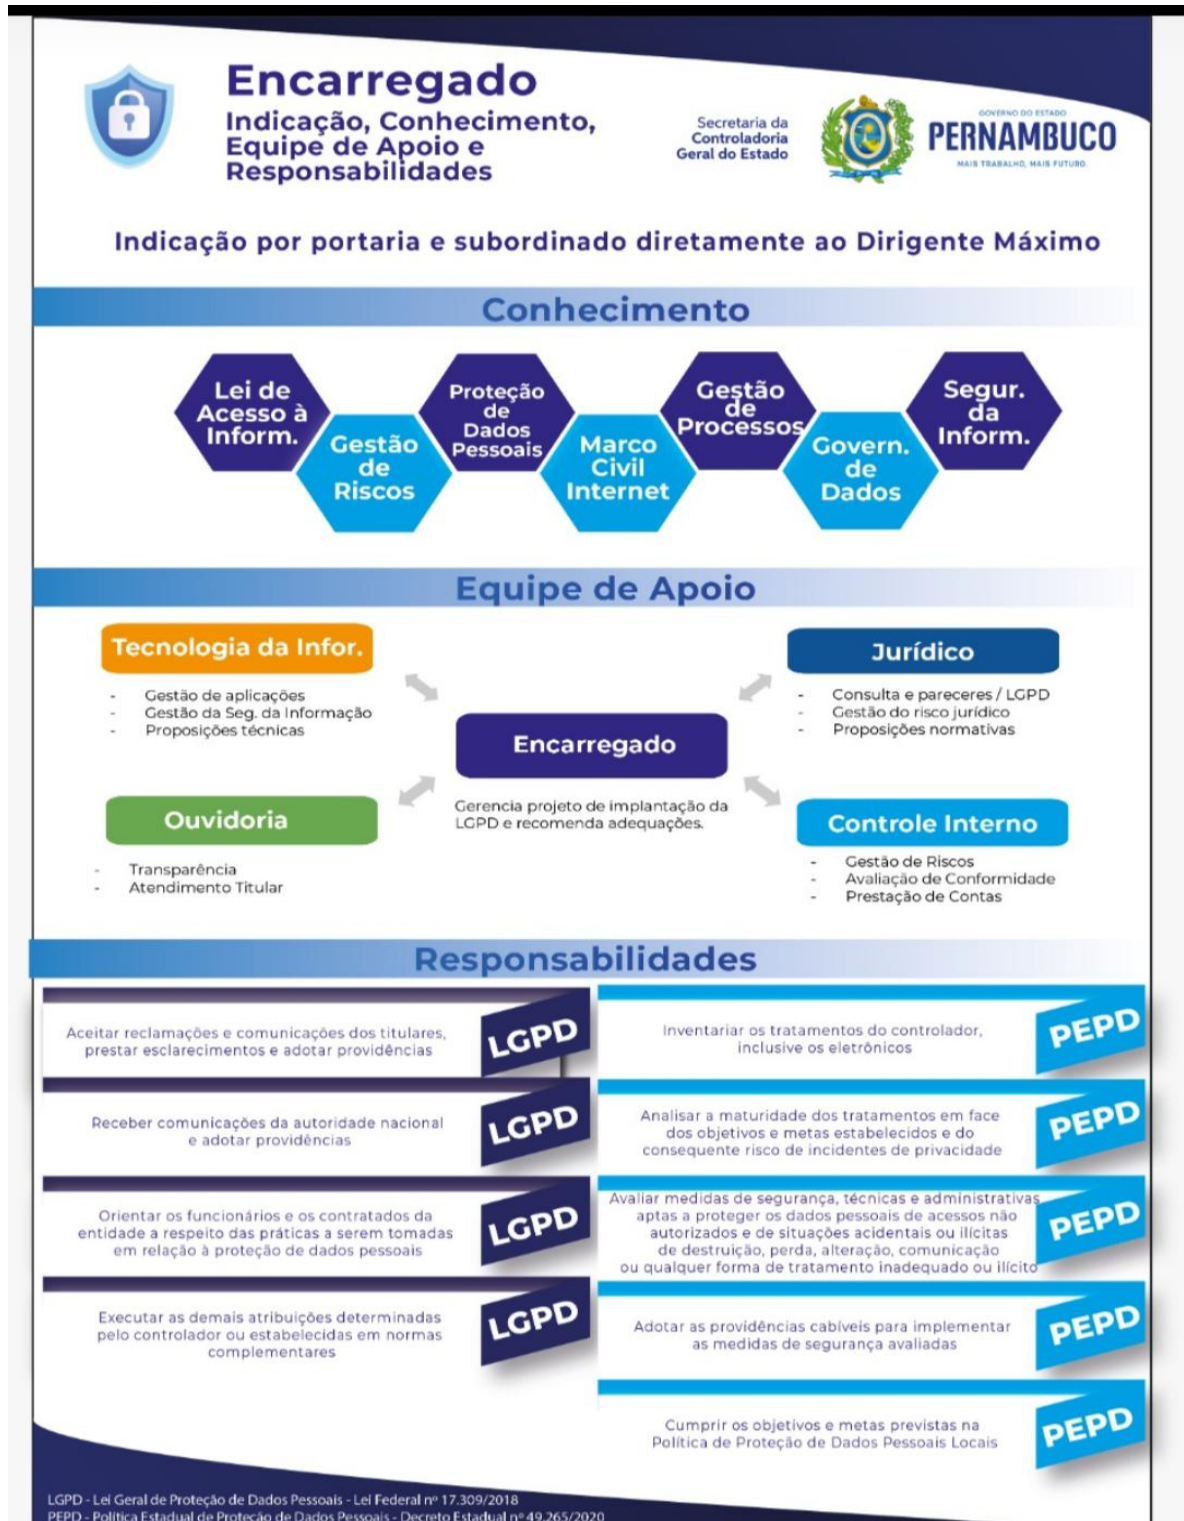 Encarregado
Indicação, Conhecimento,
Equipe de Apoio e
Responsabilidades
Secretaria da
Controladoria
Geral do Estado
GOVERNO DO ESTADO
PERNAMBUCO
MAIS TRABALHO, MAIS FUTURO.
Indicação por portaria e subordinado diretamente ao Dirigente Máximo
Conhecimento
Lei de
Acesso à
Inform.
Gestão
de
Riscos
Proteção
de
Dados
Pessoais
Marco
Civil
Internet
Gestão
de
Processos
Govern.
de
Dados
Segur.
da
Inform.
Equipe de Apoio
Tecnologia da Infor.
- Gestão de aplicações
- Gestão da Seg. da Informação
- Proposições técnicas
Jurídico
- Consulta e pareceres / LGPD
- Gestão do risco jurídico
- Proposições normativas
Encarregado
Gerencia projeto de implantação da
LGPD e recomenda adequações.
Ouvidoria
- Transparência
- Atendimento Titular
Controle Interno
- Gestão de Riscos
- Avaliação de Conformidade
- Prestação de Contas
Responsabilidades
Aceitar reclamações e comunicações dos titulares,
prestar esclarecimentos e adotar providências
LGPD
Receber comunicações da autoridade nacional
e adotar providências
LGPD
Orientar os funcionários e os contratados da
entidade a respeito das práticas a serem tomadas
em relação à proteção de dados pessoais
LGPD
Executar as demais atribuições determinadas
pelo controlador ou estabelecidas em normas
complementares
LGPD
Inventariar os tratamentos do controlador,
inclusive os eletrônicos
PEPD
Analisar a maturidade dos tratamentos em face
dos objetivos e metas estabelecidos e do
consequente risco de incidentes de privacidade
PEPD
Avaliar medidas de segurança, técnicas e administrativas
aptas a proteger os dados pessoais de acessos não
autorizados e de situações acidentais ou ilícitas
de destruição, perda, alteração, comunicação
ou qualquer forma de tratamento inadequado ou ilícito
PEPD
Adotar as providências cabíveis para implementar
as medidas de segurança avaliadas
PEPD
Cumprir os objetivos e metas previstas na
Política de Proteção de Dados Pessoais Locais
PEPD
LGPD - Lei Geral de Proteção de Dados Pessoais - Lei Federal nº 17.309/2018
PEPD - Política Estadual de Proteção de Dados Pessoais - Decreto Estadual nº 49.265/2020